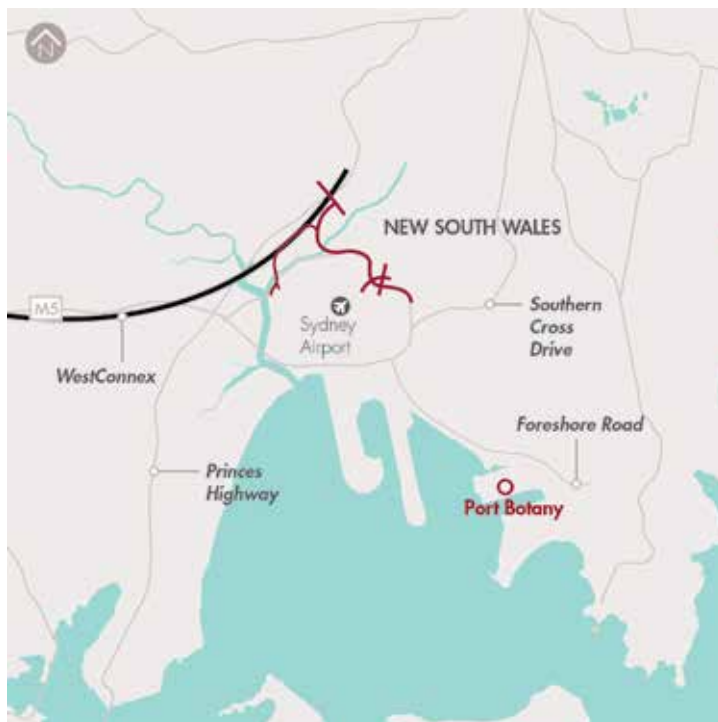 N
NEW SOUTH WALES
M5
Sydney
Airport
Southern
Cross
Drive
WestConnex
Foreshore Road
Princes
Highway
Port Botany